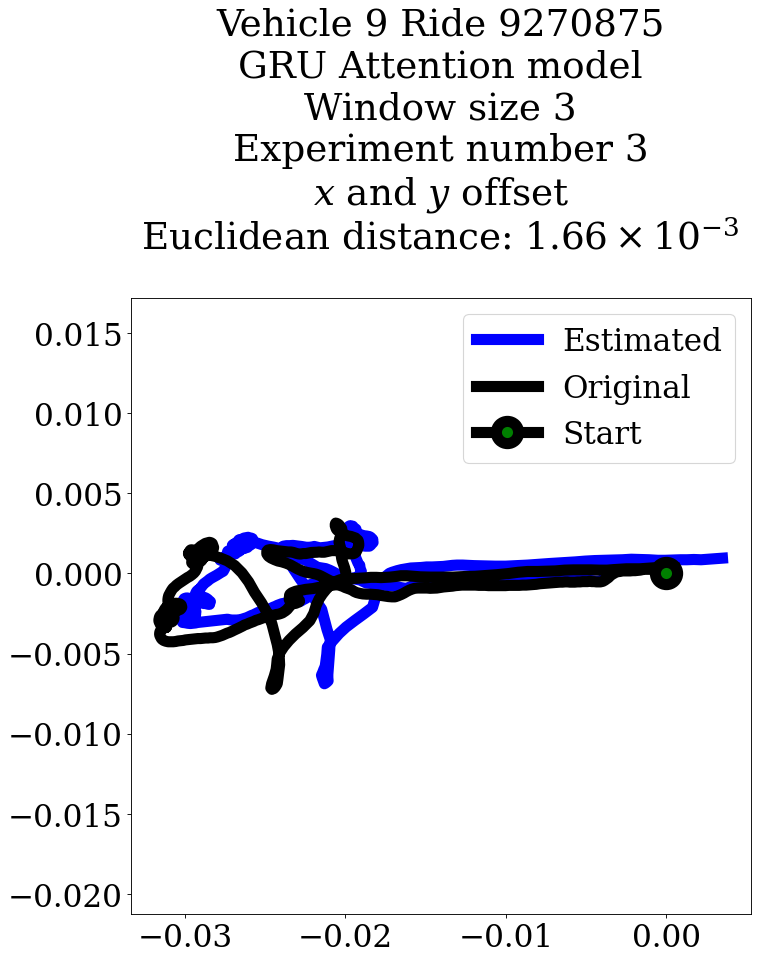 Vehicle 9 Ride 9270875
GRU Attention model
Window size 3
Experiment number 3
x and y offset
Euclidean distance: 1.66 × 10⁻³
Estimated
Original
Start
0.015
0.010
0.005
0.000
−0.005
−0.010
−0.015
−0.020
−0.03 −0.02 −0.01 0.00